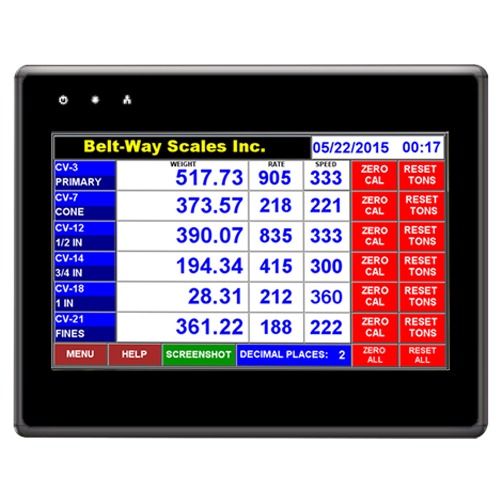 Belt-Way Scales Inc. 05/22/2015 00:17
WEIGHT RATE SPEED
CV-3
PRIMARY 517.73 905 333 ZERO CAL RESET TONS
CV-7
CONE 373.57 218 221 ZERO CAL RESET TONS
CV-12
1/2 IN 390.07 835 333 ZERO CAL RESET TONS
CV-14
3/4 IN 194.34 415 300 ZERO CAL RESET TONS
CV-18
1 IN 28.31 212 360 ZERO CAL RESET TONS
CV-21
FINES 361.22 188 222 ZERO CAL RESET TONS
MENU HELP SCREENSHOT DECIMAL PLACES: 2 ZERO ALL RESET ALL